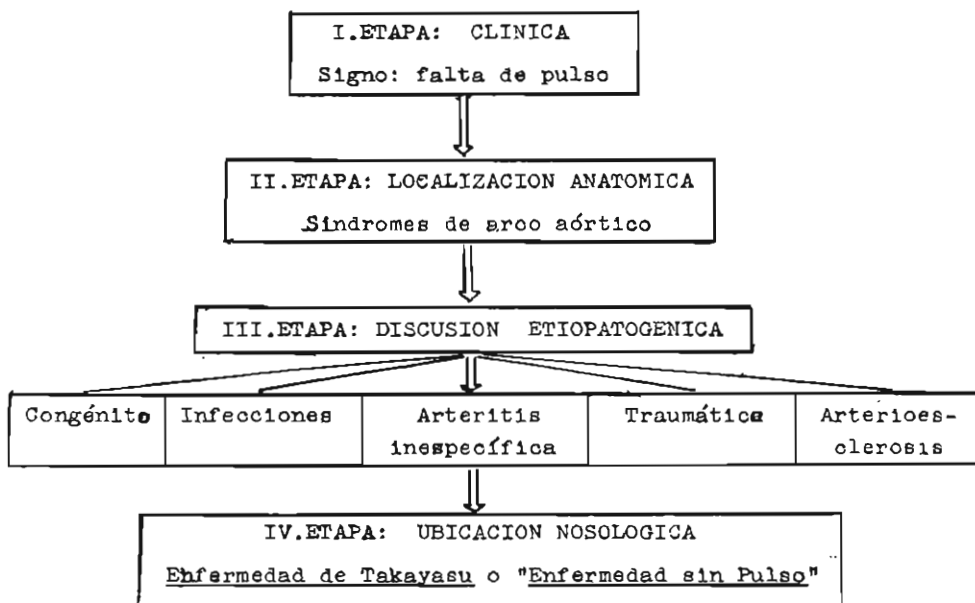 I.ETAPA: CLINICA
Signo: falta de pulso
II.ETAPA: LOCALIZACION ANATOMICA
Síndromes de arco aórtico
III.ETAPA: DISCUSION ETIOPATOGENICA
Congénito Infecciones Arteritis Traumática Arterioes-
inespecífica clerosis
IV.ETAPA: UBICACION NOSOLOGICA
Enfermedad de Takayasu o "Enfermedad sin Pulso"